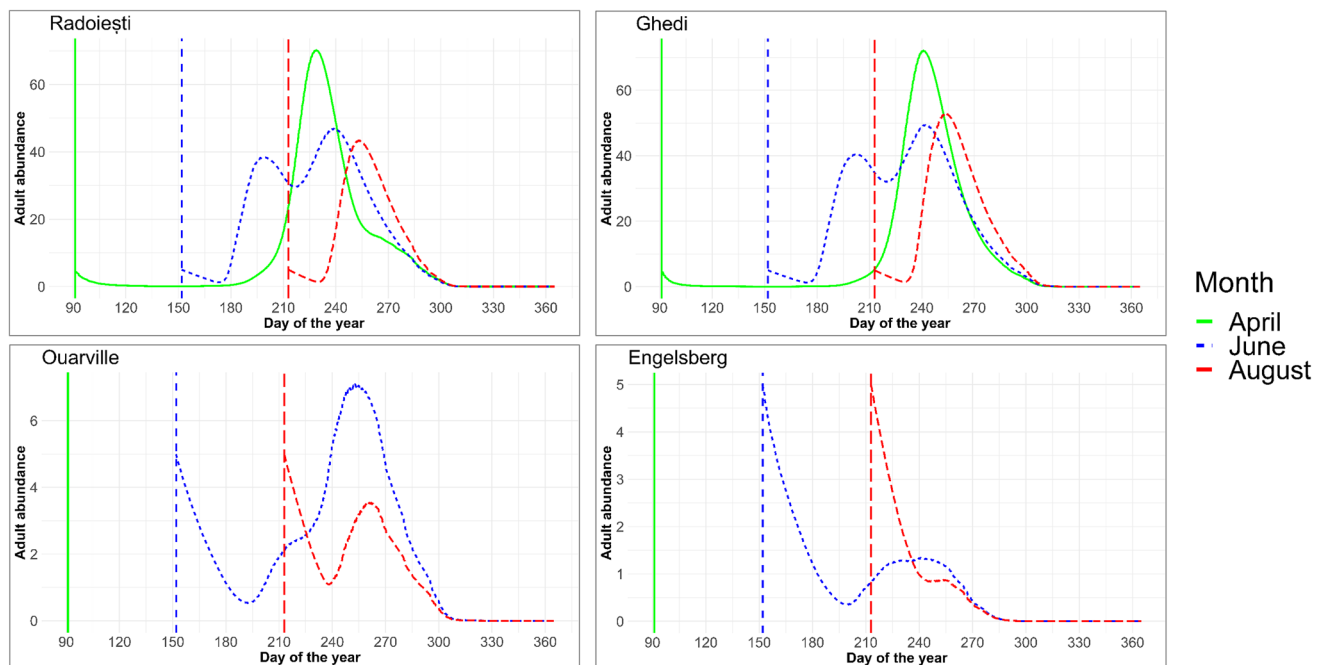 Radoiești
Adult abundance
60
40
20
0
90 120 150 180 210 240 270 300 330 360
Day of the year
Ghedi
Adult abundance
60
40
20
0
90 120 150 180 210 240 270 300 330 360
Day of the year
Ouarville
Adult abundance
6
4
2
0
90 120 150 180 210 240 270 300 330 360
Day of the year
Engelsberg
Adult abundance
5
4
3
2
1
0
90 120 150 180 210 240 270 300 330 360
Day of the year
Month
April
June
August